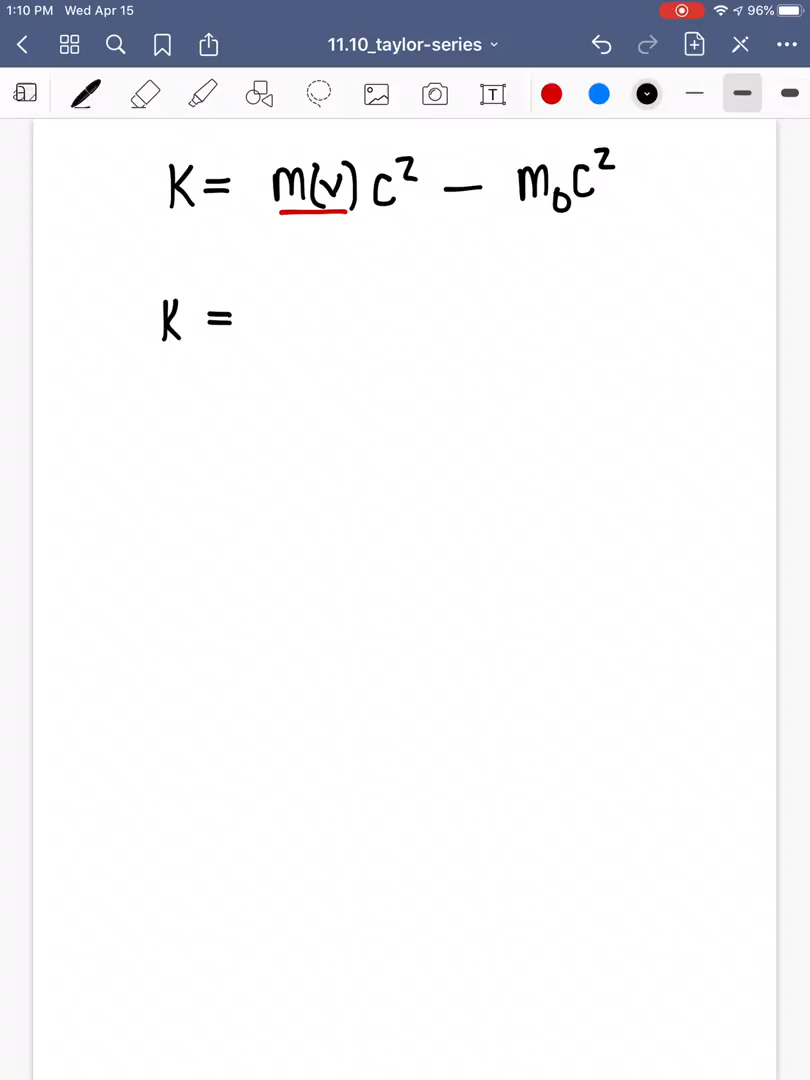 1:10 PM Wed Apr 15 96%
11.10_taylor-series
T
K = m(v) c² — m₀c²
K =